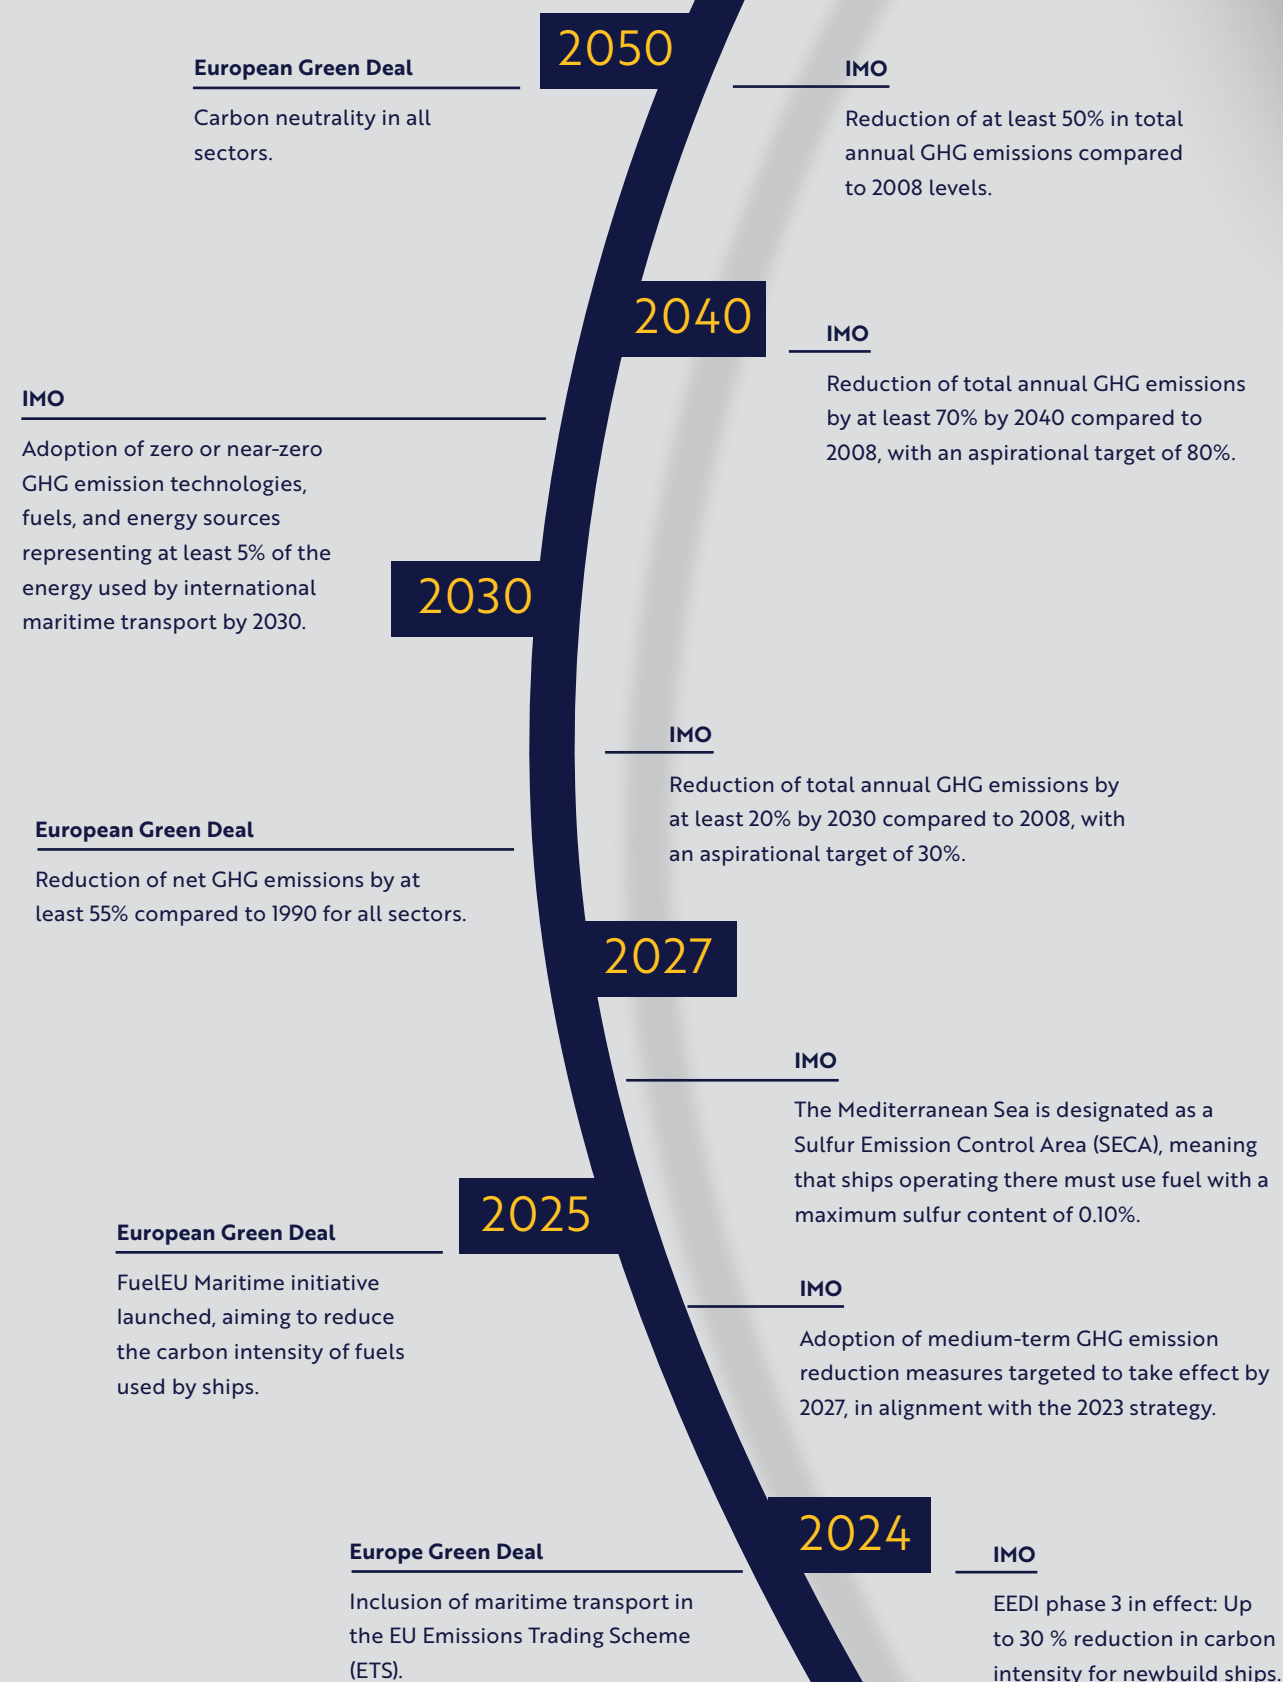 2050
European Green Deal
Carbon neutrality in all
sectors.
IMO
Reduction of at least 50% in total
annual GHG emissions compared
to 2008 levels.
2040
IMO
Reduction of total annual GHG emissions
by at least 70% by 2040 compared to
2008, with an aspirational target of 80%.
IMO
Adoption of zero or near-zero
GHG emission technologies,
fuels, and energy sources
representing at least 5% of the
energy used by international
maritime transport by 2030.
2030
IMO
Reduction of total annual GHG emissions by
at least 20% by 2030 compared to 2008, with
an aspirational target of 30%.
European Green Deal
Reduction of net GHG emissions by at
least 55% compared to 1990 for all sectors.
2027
IMO
The Mediterranean Sea is designated as a
Sulfur Emission Control Area (SECA), meaning
that ships operating there must use fuel with a
maximum sulfur content of 0.10%.
2025
European Green Deal
FuelEU Maritime initiative
launched, aiming to reduce
the carbon intensity of fuels
used by ships.
IMO
Adoption of medium-term GHG emission
reduction measures targeted to take effect by
2027, in alignment with the 2023 strategy.
2024
Europe Green Deal
Inclusion of maritime transport in
the EU Emissions Trading Scheme
(ETS).
IMO
EEDI phase 3 in effect: Up
to 30 % reduction in carbon
intensity for newbuild ships.